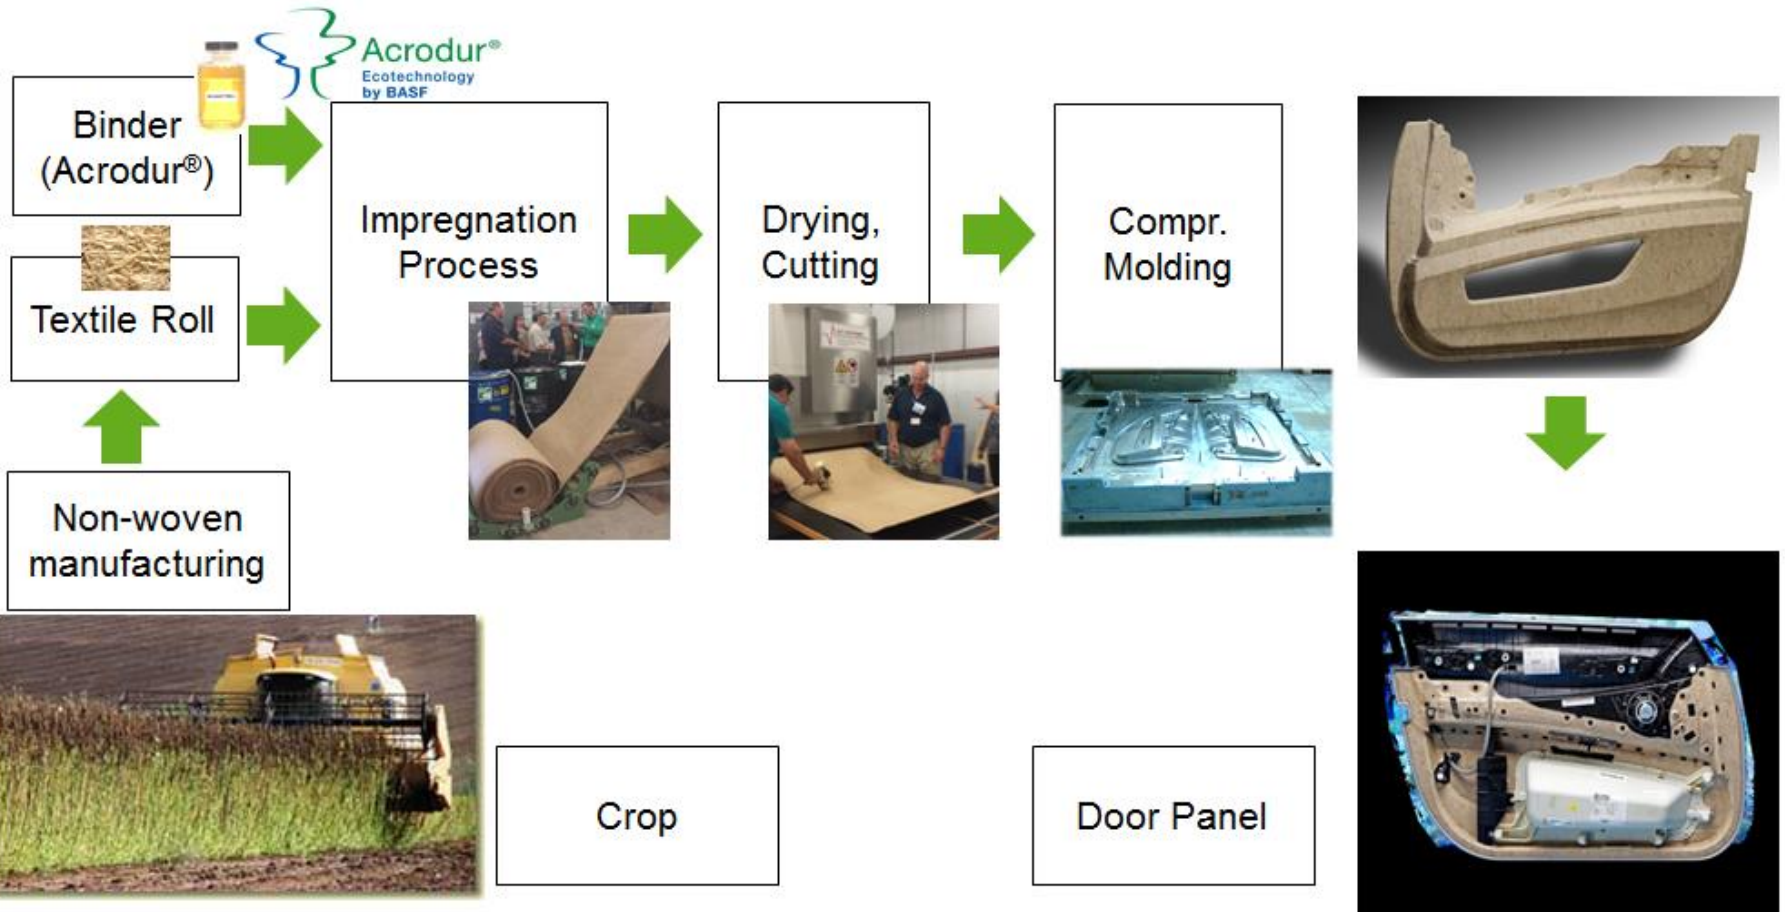 Acrodur®
Ecotechnology
by BASF
Binder
(Acrodur®)
Textile Roll
Impregnation
Process
Drying,
Cutting
Compr.
Molding
Non-woven
manufacturing
Crop
Door Panel